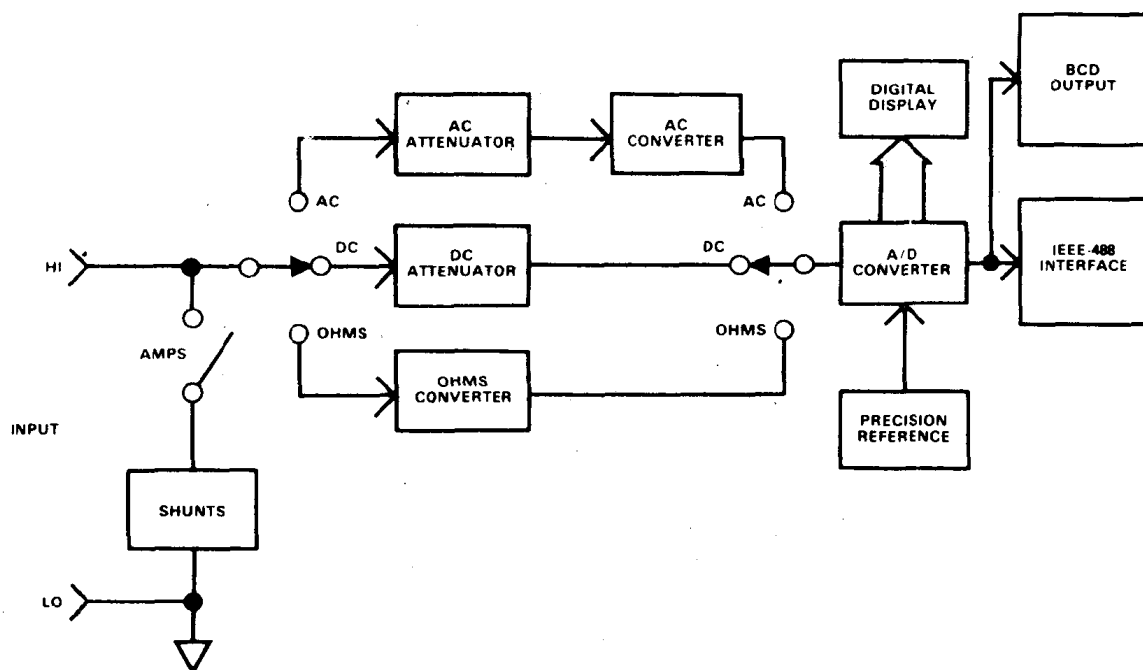 BCD
OUTPUT
DIGITAL
DISPLAY
AC
ATTENUATOR
AC
CONVERTER
AC
AC
HI
DC
DC
ATTENUATOR
DC
A/D
CONVERTER
IEEE-488
INTERFACE
OHMS
OHMS
AMPS
OHMS
CONVERTER
PRECISION
REFERENCE
INPUT
SHUNTS
LO